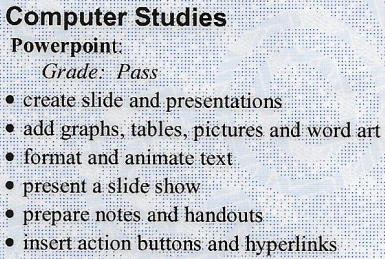 Computer Studies
Powerpoint:
Grade: Pass
• create slide and presentations
• add graphs, tables, pictures and word art
• format and animate text
• present a slide show
• prepare notes and handouts
• insert action buttons and hyperlinks